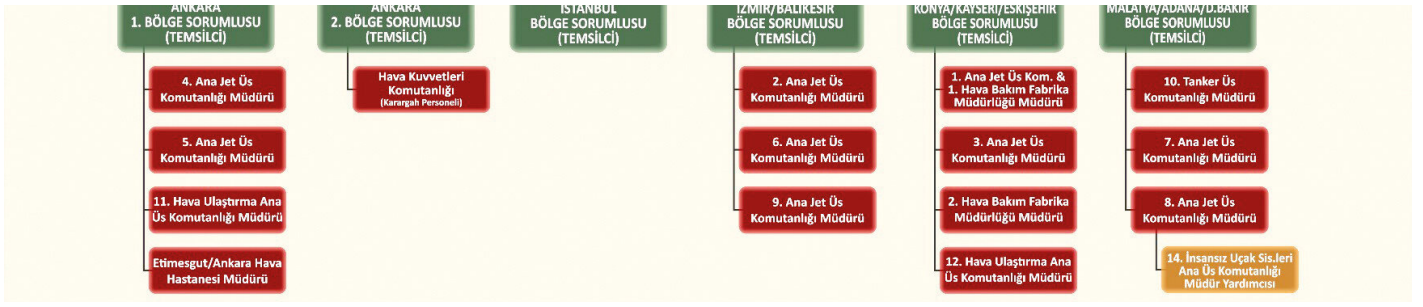 ANKARA
1. BÖLGE SORUMLUSU
(TEMSİLCİ)
4. Ana Jet Üs
Komutanlığı Müdürü
5. Ana Jet Üs
Komutanlığı Müdürü
11. Hava Ulaştırma Ana
Üs Komutanlığı Müdürü
Etimesgut/Ankara Hava
Hastanesi Müdürü
ANKARA
2. BÖLGE SORUMLUSU
(TEMSİLCİ)
Hava Kuvvetleri
Komutanlığı
(Karargah Personeli)
İSTANBUL
BÖLGE SORUMLUSU
(TEMSİLCİ)
İZMİR/BALIKESİR
BÖLGE SORUMLUSU
(TEMSİLCİ)
2. Ana Jet Üs
Komutanlığı Müdürü
6. Ana Jet Üs
Komutanlığı Müdürü
9. Ana Jet Üs
Komutanlığı Müdürü
KONYA/KAYSERİ/ESKİŞEHİR
BÖLGE SORUMLUSU
(TEMSİLCİ)
1. Ana Jet Üs Kom. &
1. Hava Bakım Fabrika
Müdürlüğü Müdürü
3. Ana Jet Üs
Komutanlığı Müdürü
2. Hava Bakım Fabrika
Müdürlüğü Müdürü
12. Hava Ulaştırma Ana
Üs Komutanlığı Müdürü
MALATYA/ADANA/D.BAKIR
BÖLGE SORUMLUSU
(TEMSİLCİ)
10. Tanker Üs
Komutanlığı Müdürü
7. Ana Jet Üs
Komutanlığı Müdürü
8. Ana Jet Üs
Komutanlığı Müdürü
14. İnsansız Uçak Sis.leri
Ana Üs Komutanlığı
Müdür Yardımcısı